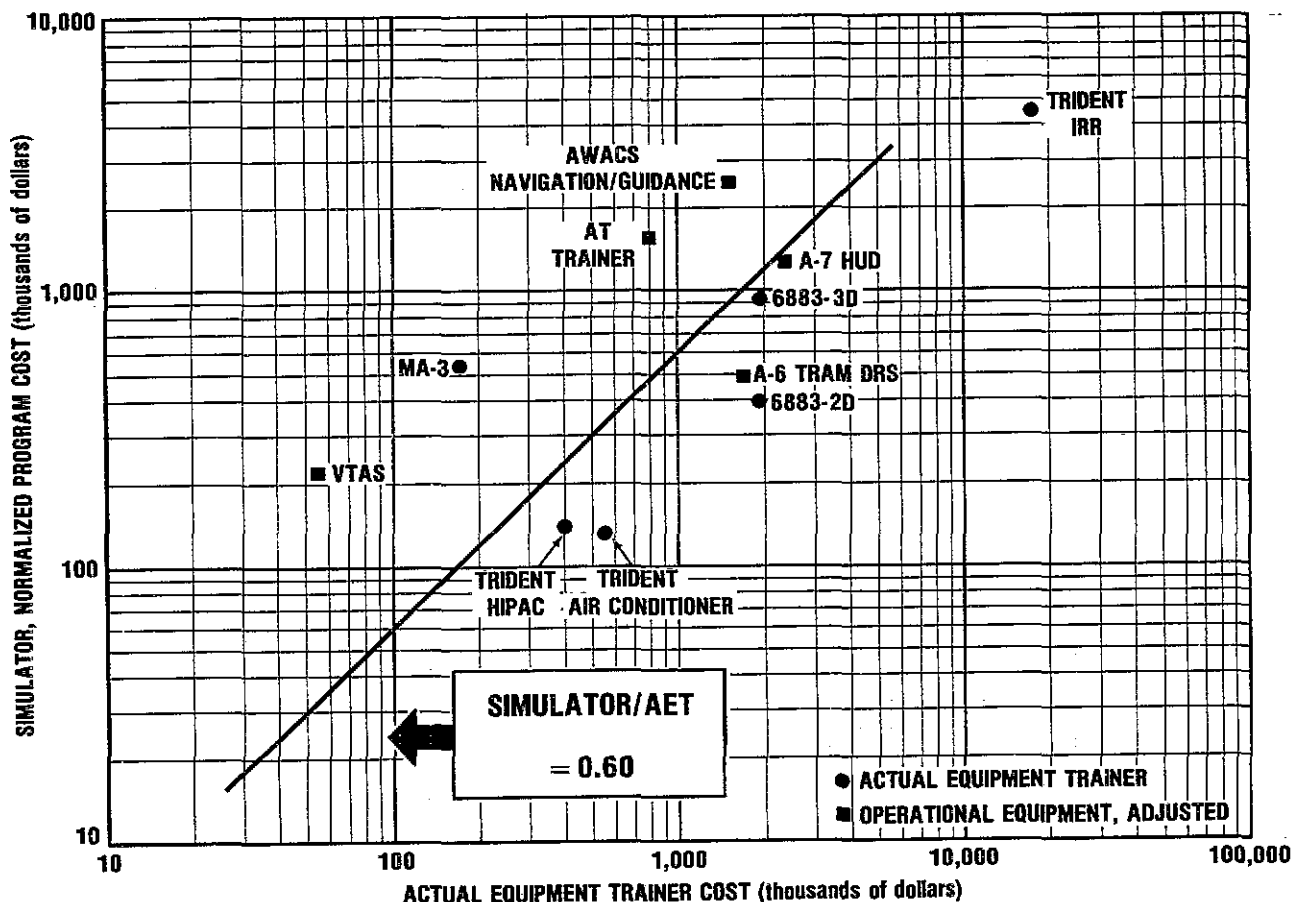 10,000
1,000
100
10
10
100
1,000
10,000
100,000
SIMULATOR, NORMALIZED PROGRAM COST (thousands of dollars)
ACTUAL EQUIPMENT TRAINER COST (thousands of dollars)
TRIDENT
IRR
AWACS
NAVIGATION/GUIDANCE
AT
TRAINER
A-7 HUD
6883-3D
MA-3
A-6 TRAM DRS
6883-2D
VTAS
TRIDENT
HIPAC
TRIDENT
AIR CONDITIONER
SIMULATOR/AET
= 0.60
ACTUAL EQUIPMENT TRAINER
OPERATIONAL EQUIPMENT, ADJUSTED